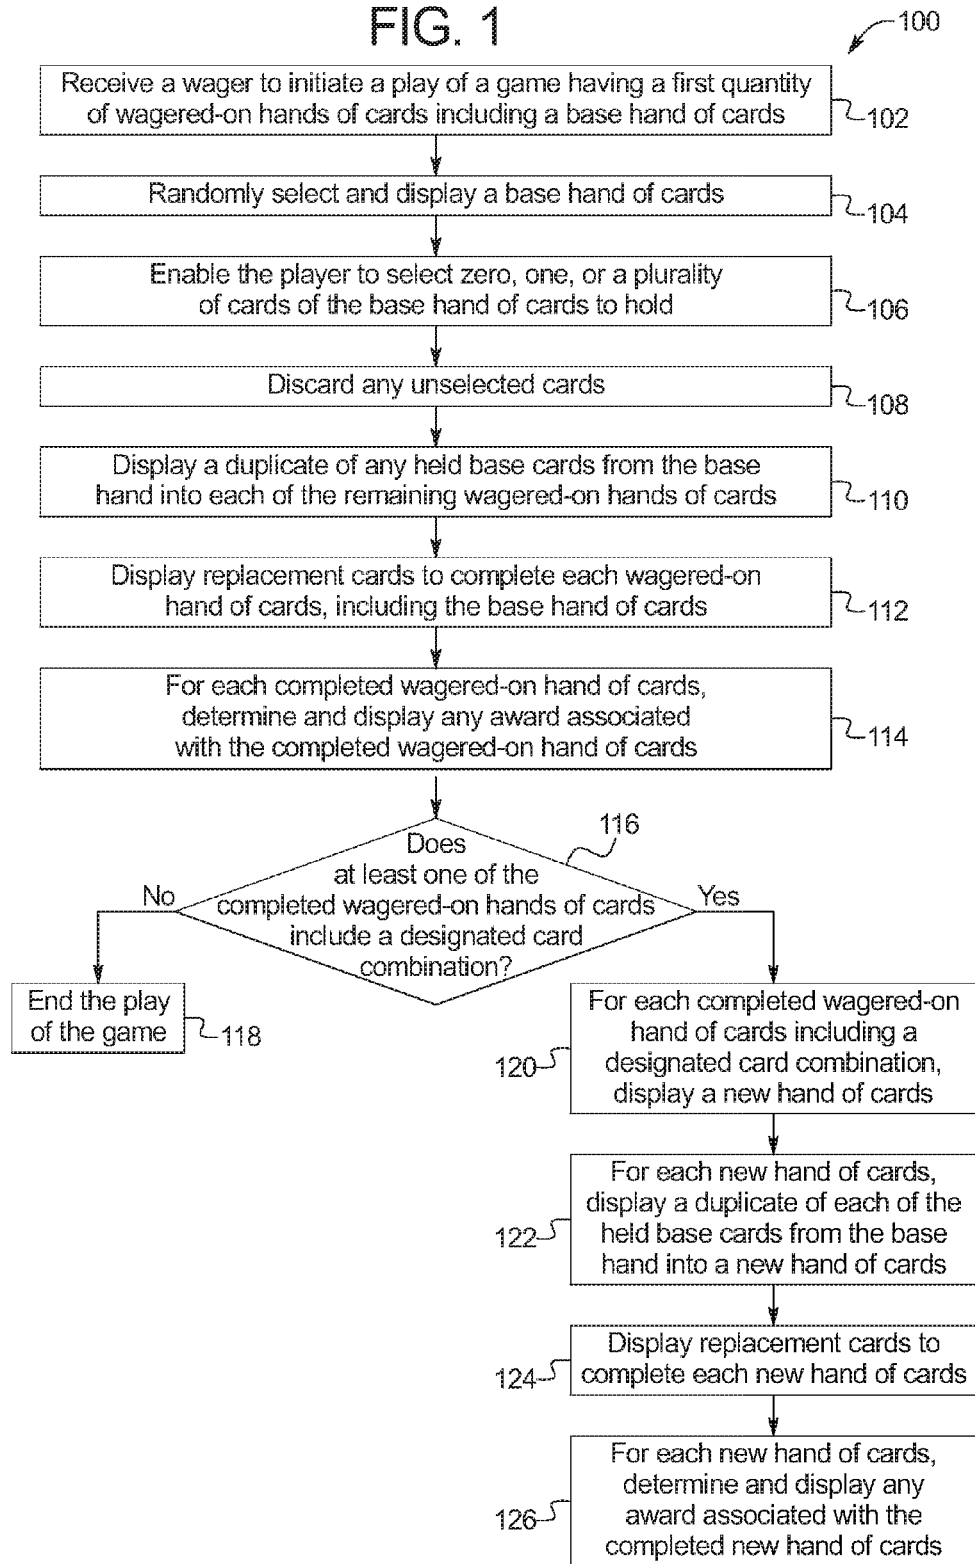 FIG. 1
100
Receive a wager to initiate a play of a game having a first quantity
of wagered-on hands of cards including a base hand of cards
102
Randomly select and display a base hand of cards
104
Enable the player to select zero, one, or a plurality
of cards of the base hand of cards to hold
106
Discard any unselected cards
108
Display a duplicate of any held base cards from the base
hand into each of the remaining wagered-on hands of cards
110
Display replacement cards to complete each wagered-on
hand of cards, including the base hand of cards
112
For each completed wagered-on hand of cards,
determine and display any award associated
with the completed wagered-on hand of cards
114
116
Does
at least one of the
completed wagered-on hands of cards
include a designated card
combination?
No
Yes
End the play
of the game
118
For each completed wagered-on
hand of cards including a
designated card combination,
display a new hand of cards
120
For each new hand of cards,
display a duplicate of each of the
held base cards from the base
hand into a new hand of cards
122
Display replacement cards to
complete each new hand of cards
124
For each new hand of cards,
determine and display any
award associated with the
completed new hand of cards
126